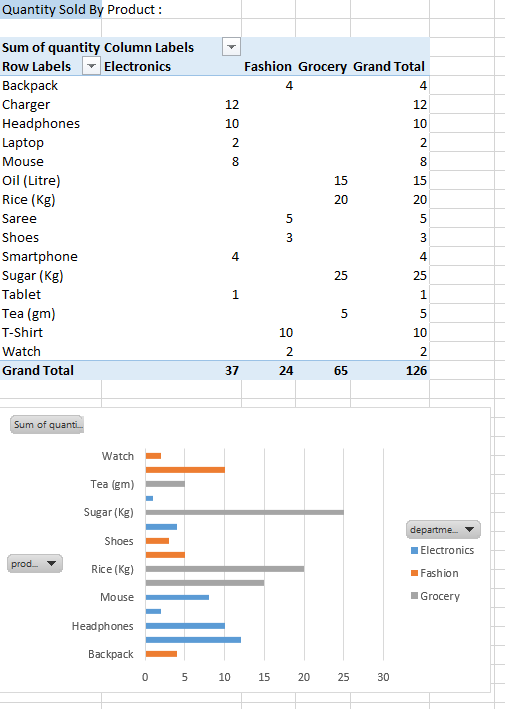 Quantity Sold By Product :
Sum of quantity Column Labels
Row Labels Electronics Fashion Grocery Grand Total
Backpack 4 4
Charger 12 12
Headphones 10 10
Laptop 2 2
Mouse 8 8
Oil (Litre) 15 15
Rice (Kg) 20 20
Saree 5 5
Shoes 3 3
Smartphone 4 4
Sugar (Kg) 25 25
Tablet 1 1
Tea (gm) 5 5
T-Shirt 10 10
Watch 2 2
Grand Total 37 24 65 126
Sum of quanti...
Watch
Tea (gm)
Sugar (Kg)
Shoes
Rice (Kg)
Mouse
Headphones
Backpack
0 5 10 15 20 25 30
prod...
departme...
Electronics
Fashion
Grocery